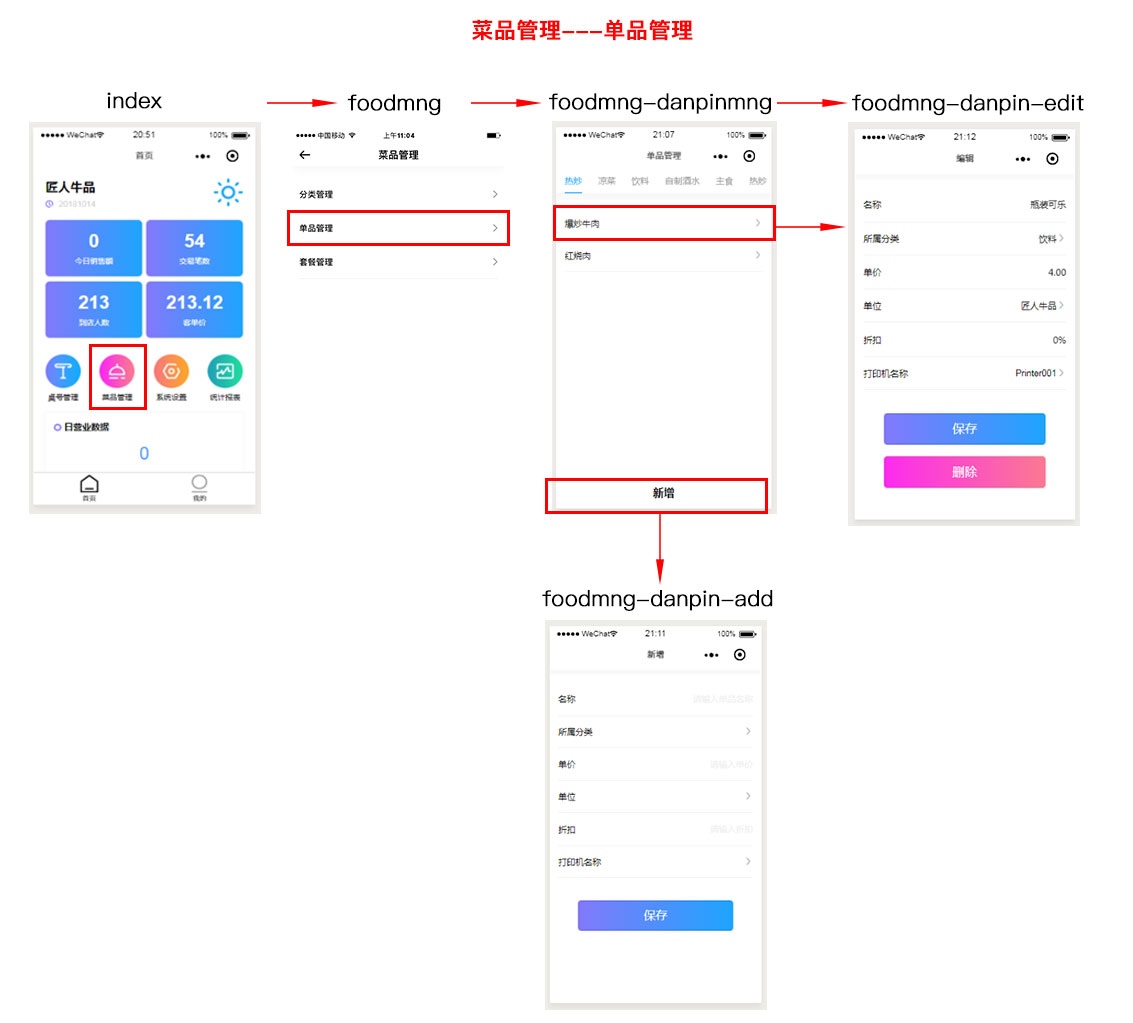 菜品管理---单品管理
index
foodmng
foodmng-danpinmng
foodmng-danpin-edit
WeChat 20:51 100%
首页
匠人牛品
20181014
0
今日销售额
54
交易笔数
213
到店人数
213.12
客单价
桌号管理
菜品管理
系统设置
统计报表
日营业数据
0
首页
我的
中国移动 上午11:04
菜品管理
分类管理
单品管理
套餐管理
WeChat 21:07 100%
单品管理
热炒 凉菜 饮料 自制酒水 主食 热炒
爆炒牛肉
红烧肉
新增
WeChat 21:12 100%
编辑
名称 瓶装可乐
所属分类 饮料
单价 4.00
单位 匠人牛品
折扣 0%
打印机名称 Printer001
保存
删除
foodmng-danpin-add
WeChat 21:11 100%
新增
名称 请输入单品名称
所属分类
单价 请输入单价
单位
折扣 请输入折扣
打印机名称
保存